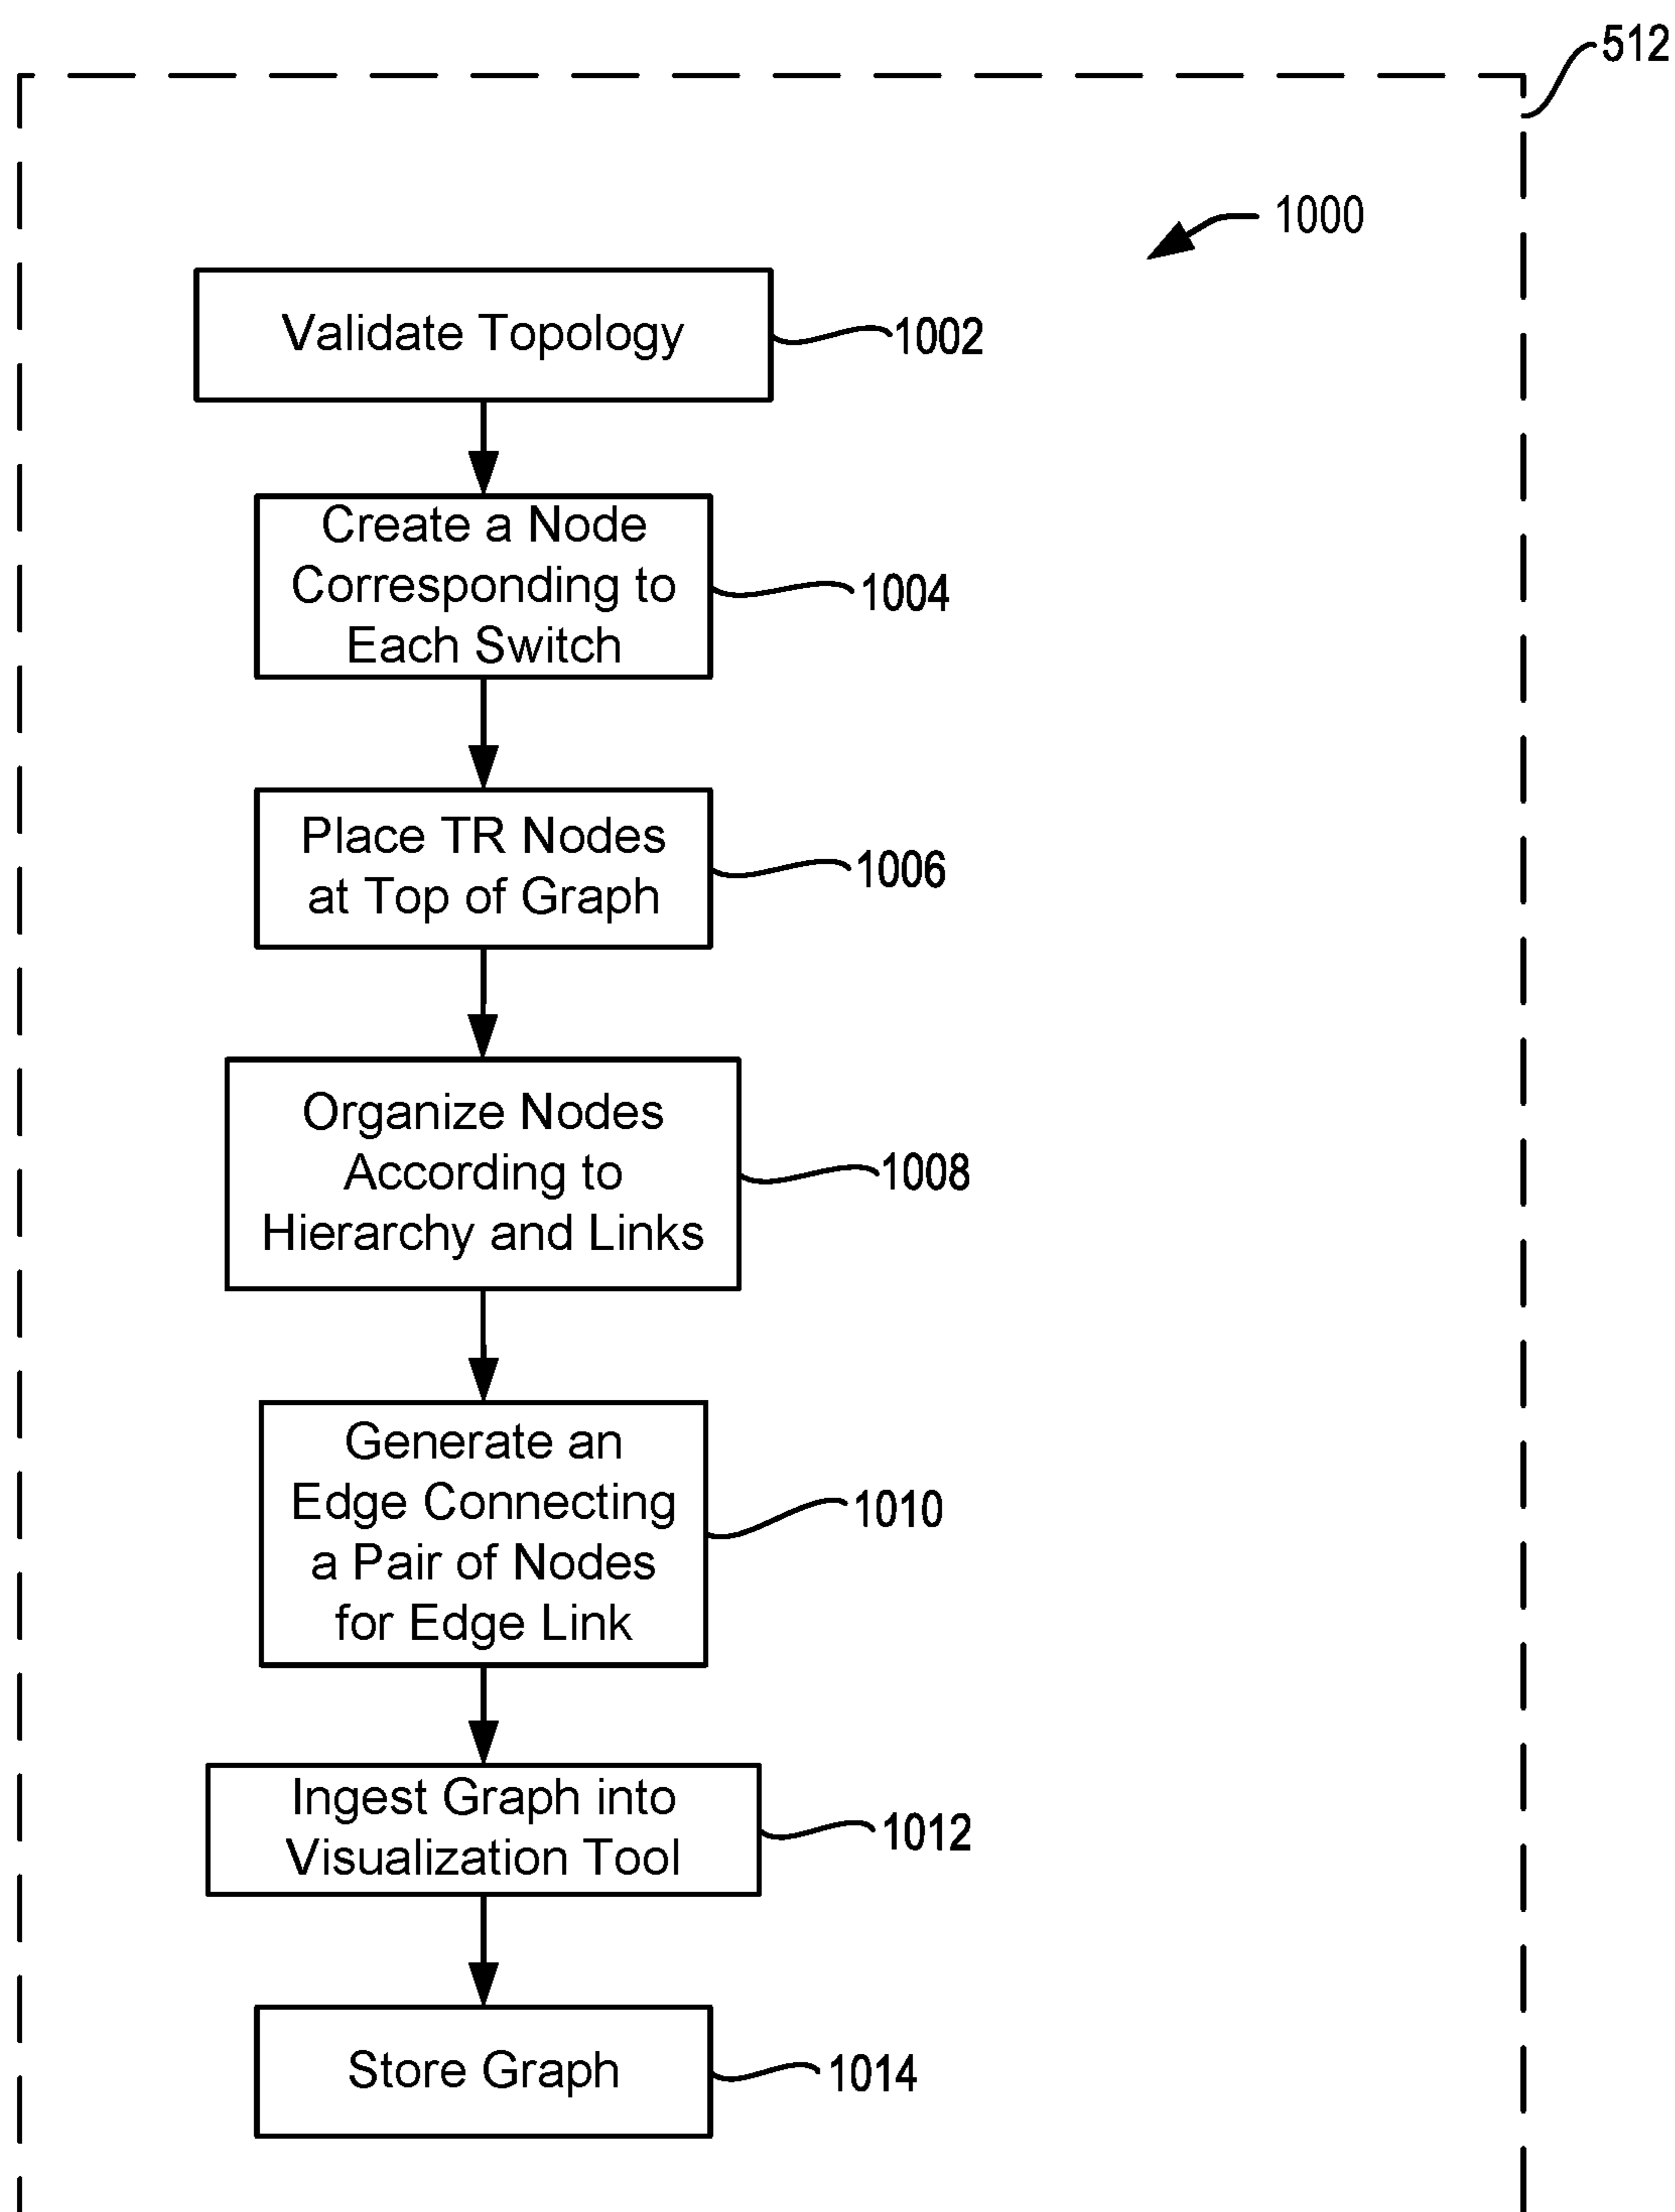 512
1000
Validate Topology
1002
Create a Node
Corresponding to
Each Switch
1004
Place TR Nodes
at Top of Graph
1006
Organize Nodes
According to
Hierarchy and Links
1008
Generate an
Edge Connecting
a Pair of Nodes
for Edge Link
1010
Ingest Graph into
Visualization Tool
1012
Store Graph
1014